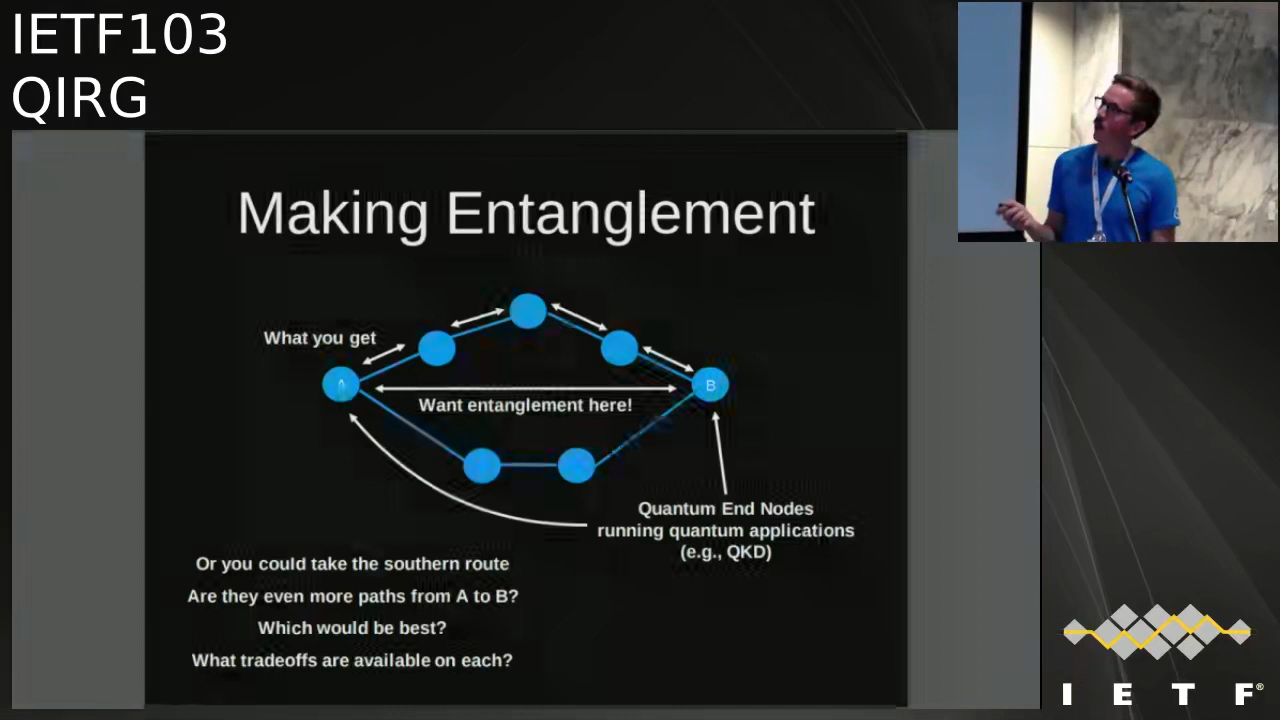 IETF103
QIRG
Making Entanglement
What you get
A
B
Want entanglement here!
Quantum End Nodes
running quantum applications
(e.g., QKD)
Or you could take the southern route
Are they even more paths from A to B?
Which would be best?
What tradeoffs are available on each?
I E T F®